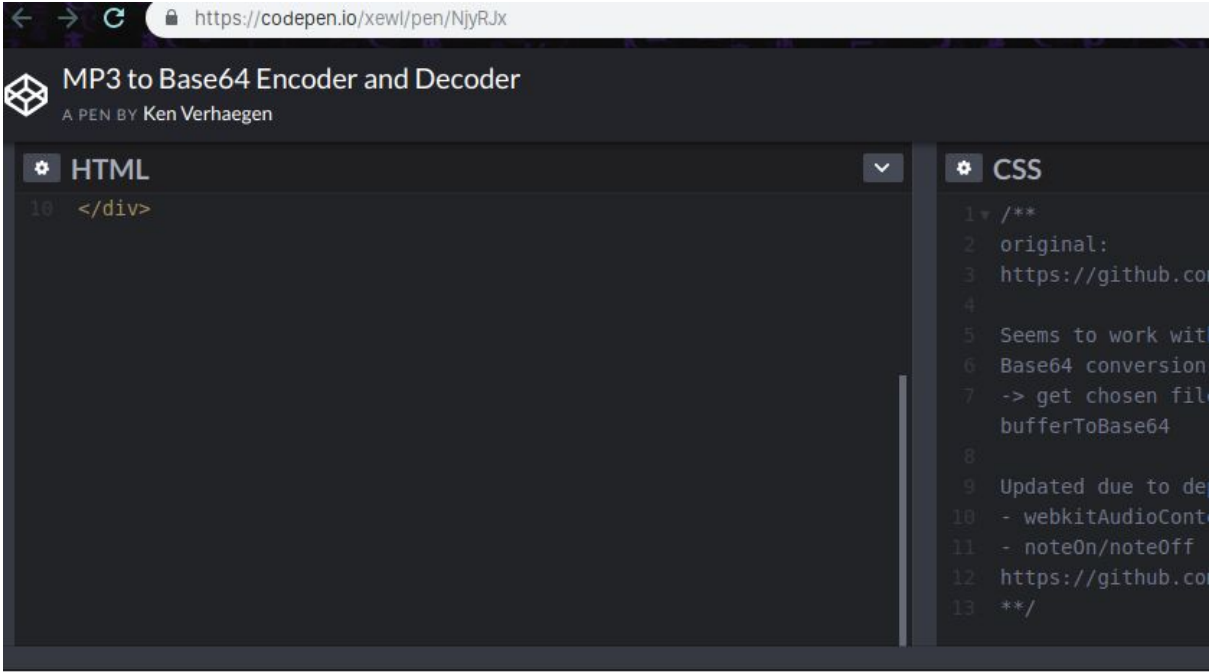 https://codepen.io/xewl/pen/NjyRJx
MP3 to Base64 Encoder and Decoder
A PEN BY Ken Verhaegen
HTML
10 </div>
CSS
1 /**
2 original:
3 https://github.co
4
5 Seems to work wit
6 Base64 conversion
7 -> get chosen fil
bufferToBase64
8
9 Updated due to de
10 - webkitAudioConte
11 - noteOn/noteOff
12 https://github.co
13 **/